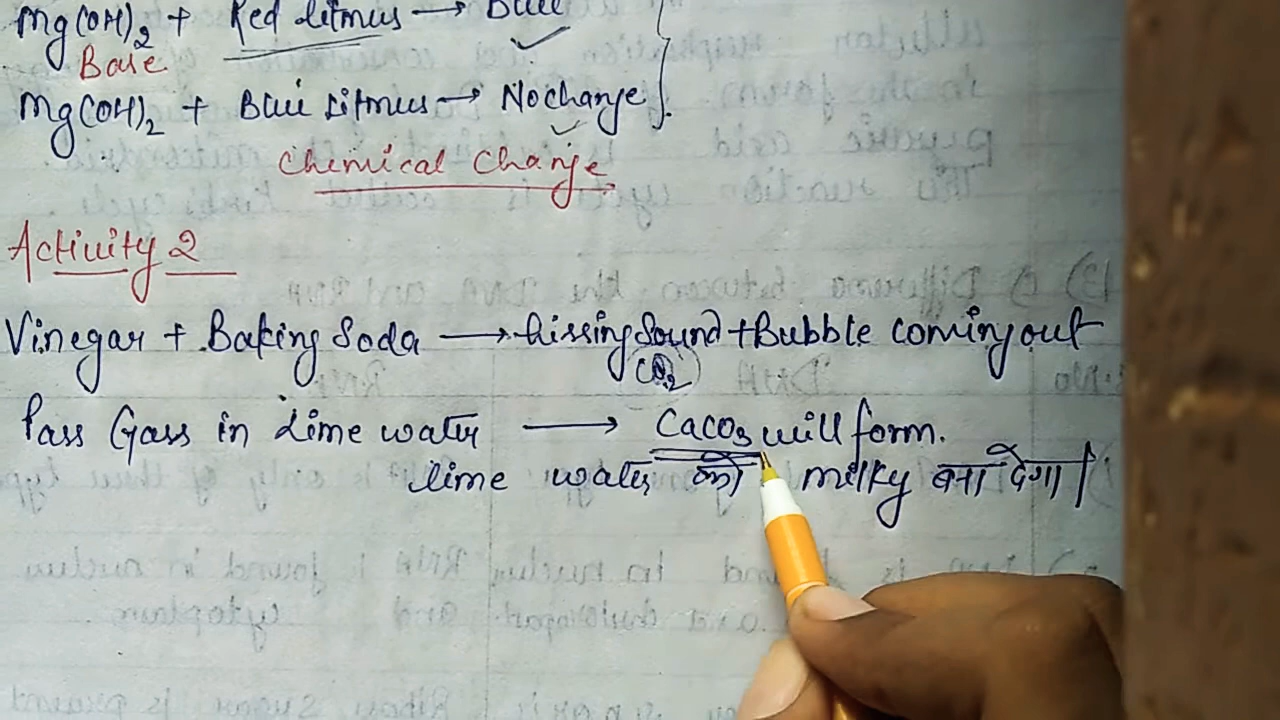 Mg(OH)2 + Red litmus → Blue
Base
Mg(OH)2 + Blue Litmus → No change
Chemical Change
Activity 2
Vinegar + Baking Soda → hissing Sound + Bubble coming out
(CO2)
Pass Gass in Lime water → CaCO3 will form.
lime water को milky बना देगा।